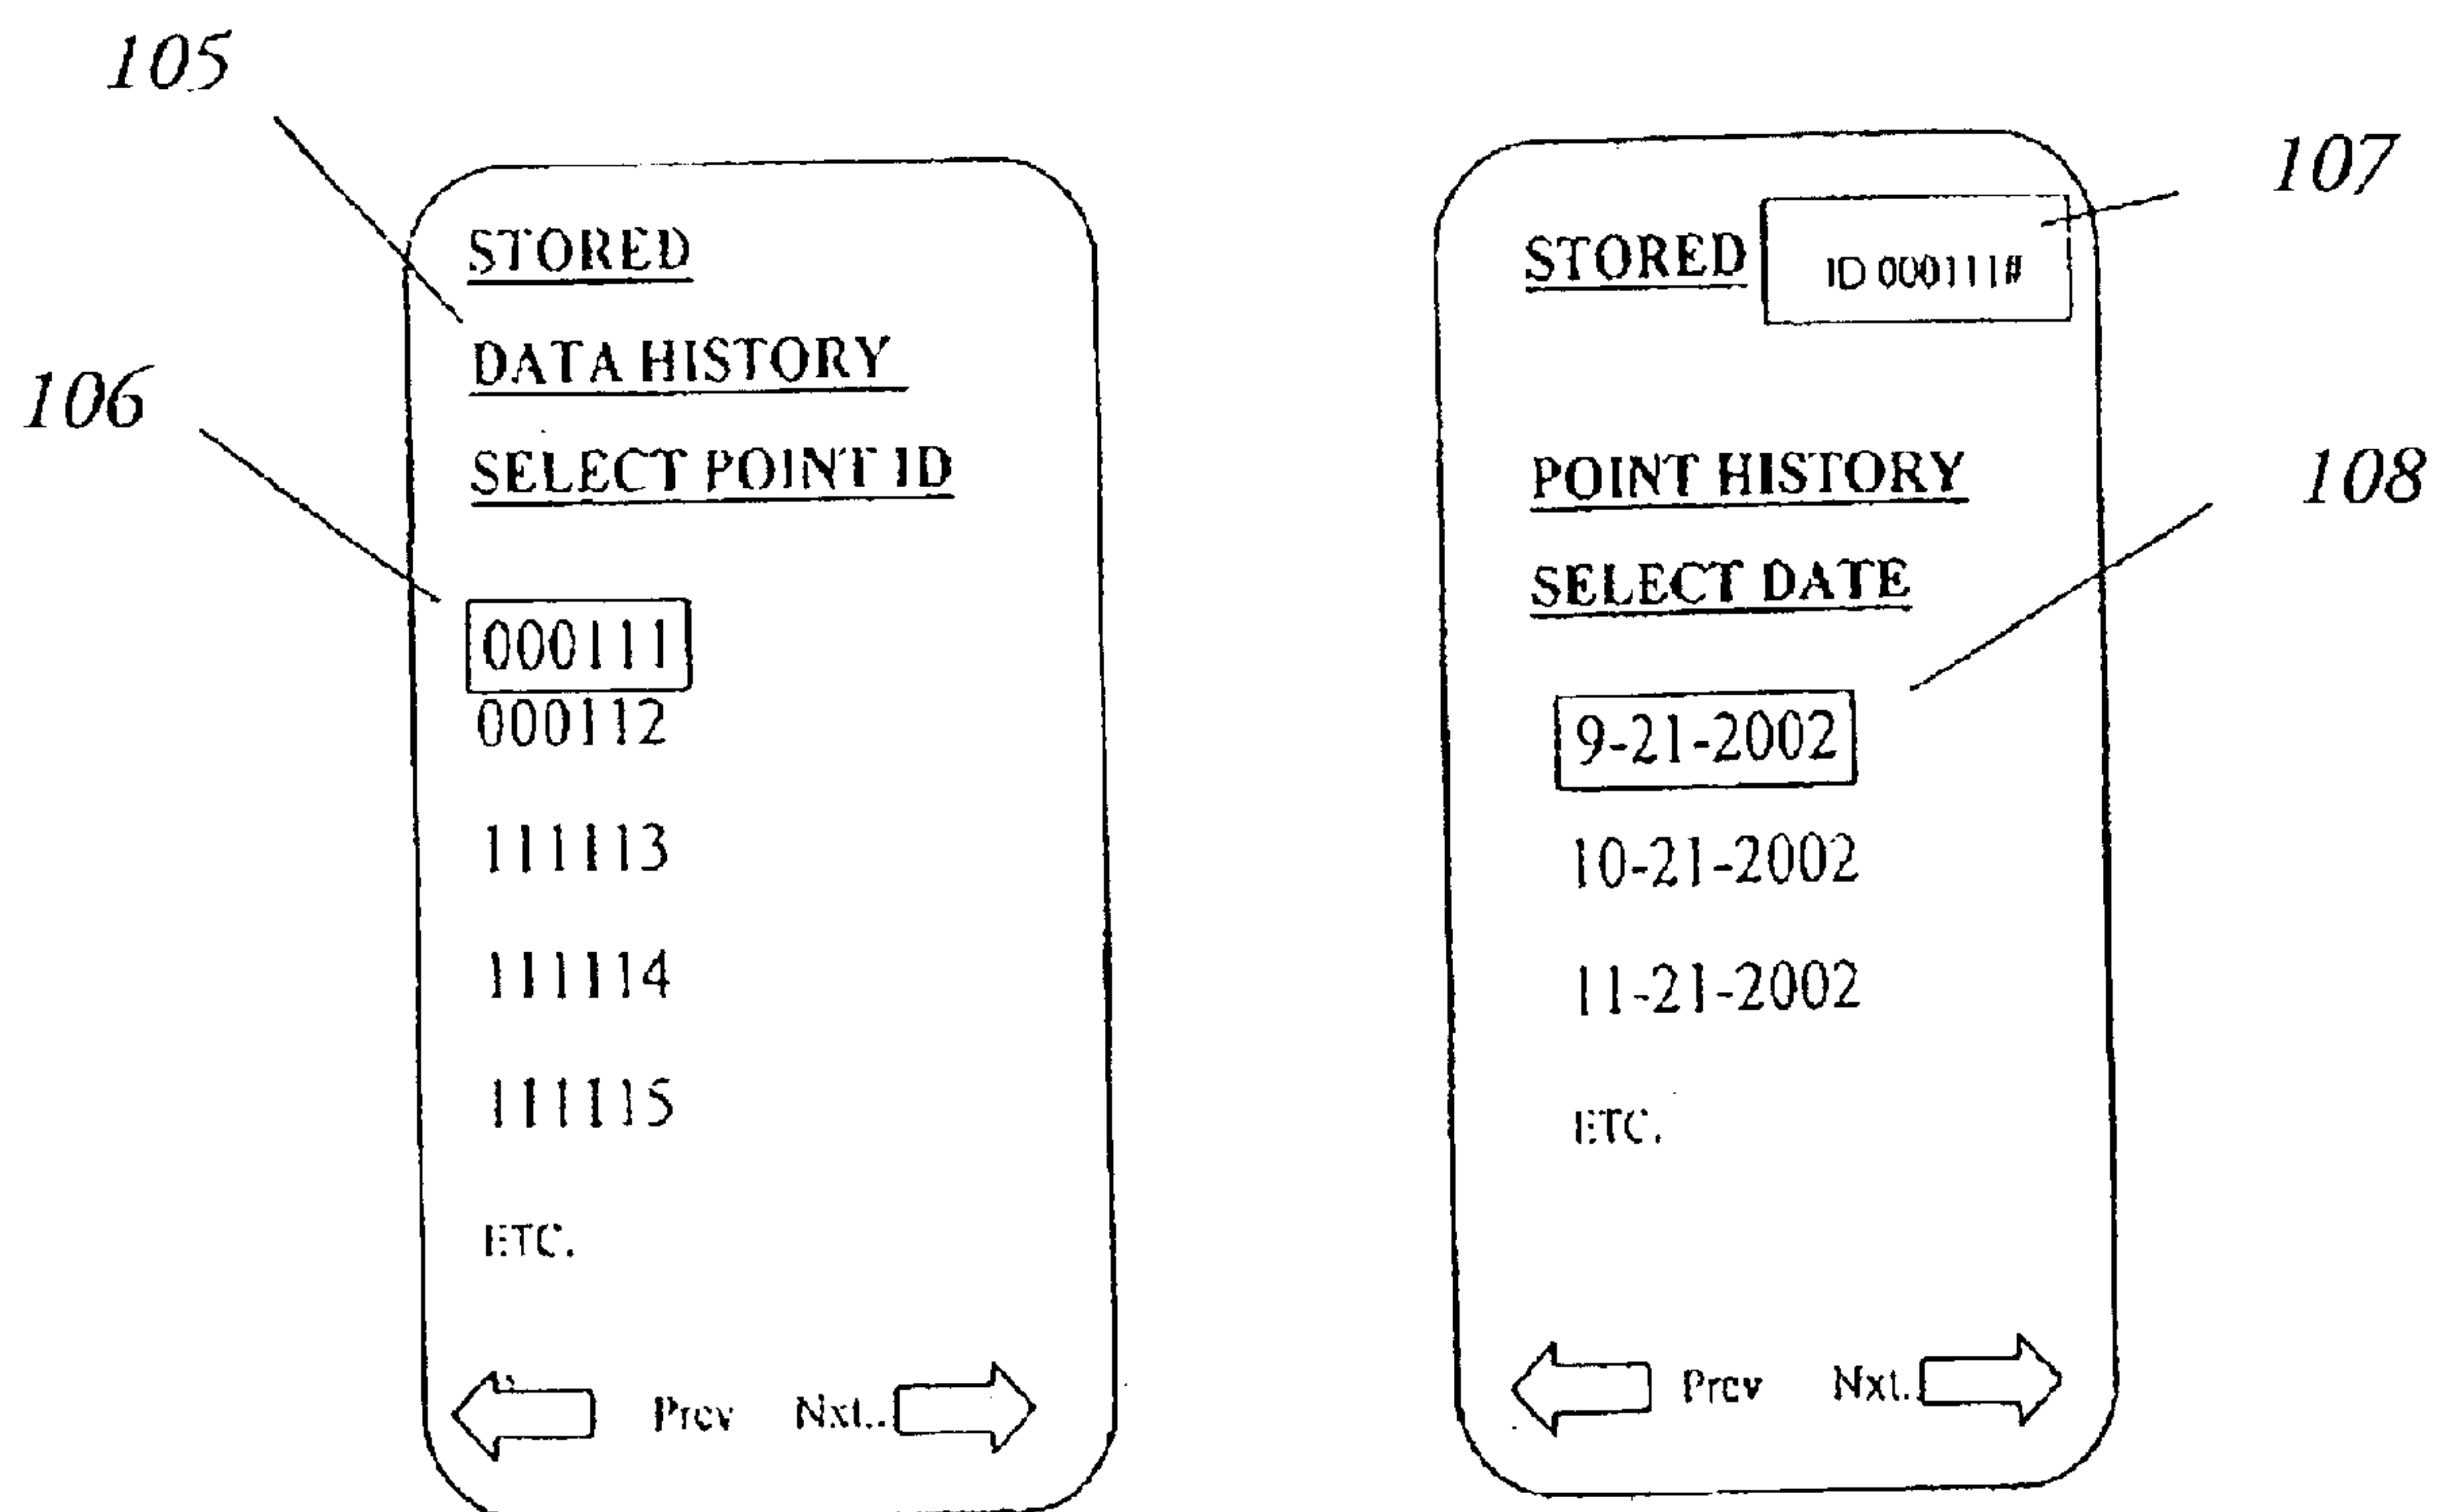 105
106
STORED
DATA HISTORY
SELECT POINT ID
000111
000112
111113
111114
111115
ETC.
Prev Nxt..
107
108
STORED
ID 000111#
POINT HISTORY
SELECT DATE
9-21-2002
10-21-2002
11-21-2002
ETC.
Prev Nxt.